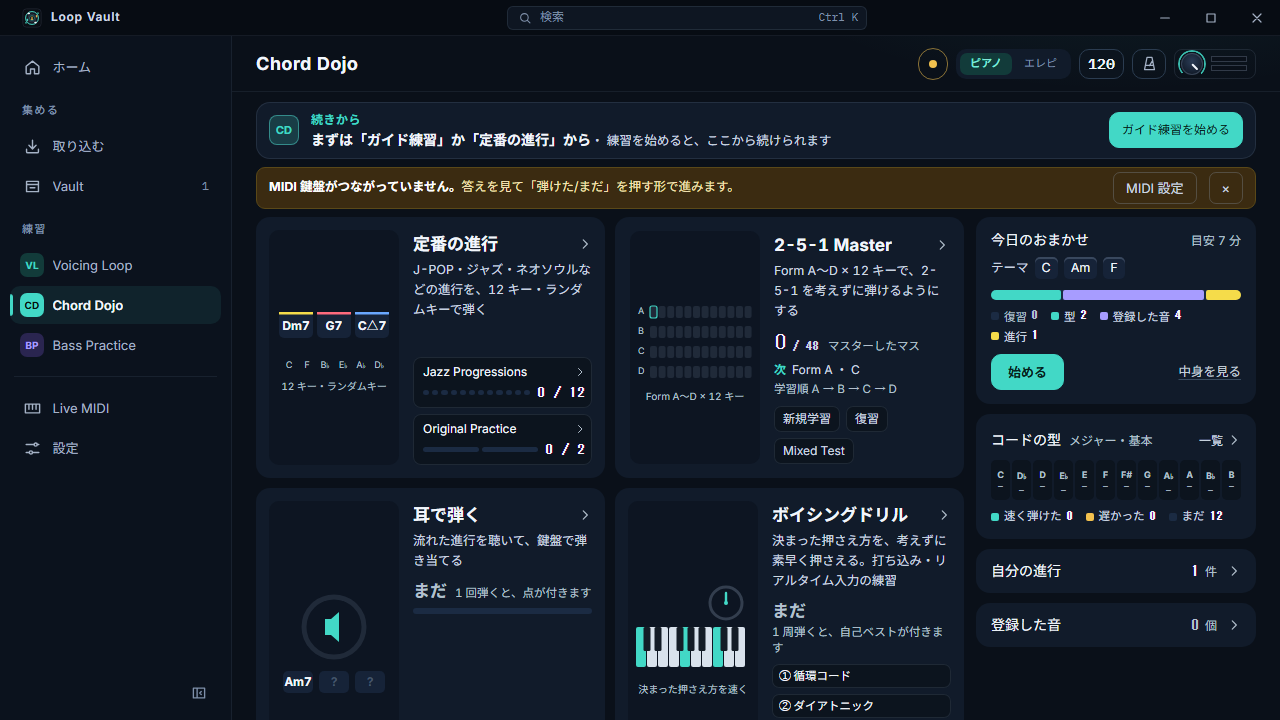 Loop Vault
検索
Ctrl K
ホーム
集める
取り込む
Vault 1
練習
VL Voicing Loop
CD Chord Dojo
BP Bass Practice
Live MIDI
設定
Chord Dojo
ピアノ エレピ
120
CD
続きから
まずは「ガイド練習」か「定番の進行」から · 練習を始めると、ここから続けられます
ガイド練習を始める
MIDI 鍵盤がつながっていません。答えを見て「弾けた/まだ」を押す形で進みます。
MIDI 設定
×
Dm7 G7 C△7
C F B♭ E♭ A♭ D♭
12 キー・ランダムキー
定番の進行
J-POP・ジャズ・ネオソウルな
どの進行を、12 キー・ランダ
ムキーで弾く
Jazz Progressions
0 / 12
Original Practice
0 / 2
A
B
C
D
Form A〜D × 12 キー
2-5-1 Master
Form A〜D × 12 キーで、2-
5-1 を考えずに弾けるように
する
0 / 48 マスターしたマス
次 Form A ・ C
学習順 A → B → C → D
新規学習 復習
Mixed Test
今日のおまかせ 目安 7 分
テーマ C Am F
復習 0 型 2 登録した音 4
進行 1
始める
中身を見る
コードの型 メジャー・基本 一覧
C D♭ D E♭ E F F# G A♭ A B♭ B
– – – – – – – – – – – –
速く弾けた 0 遅かった 0 まだ 12
自分の進行 1 件
登録した音 0 個
Am7 ? ?
耳で弾く
流れた進行を聴いて、鍵盤で弾
き当てる
まだ 1 回弾くと、点が付きます
決まった押さえ方を速く
ボイシングドリル
決まった押さえ方を、考えずに
素早く押さえる。打ち込み・リ
アルタイム入力の練習
まだ
1 周弾くと、自己ベストが付きま
す
① 循環コード
② ダイアトニック